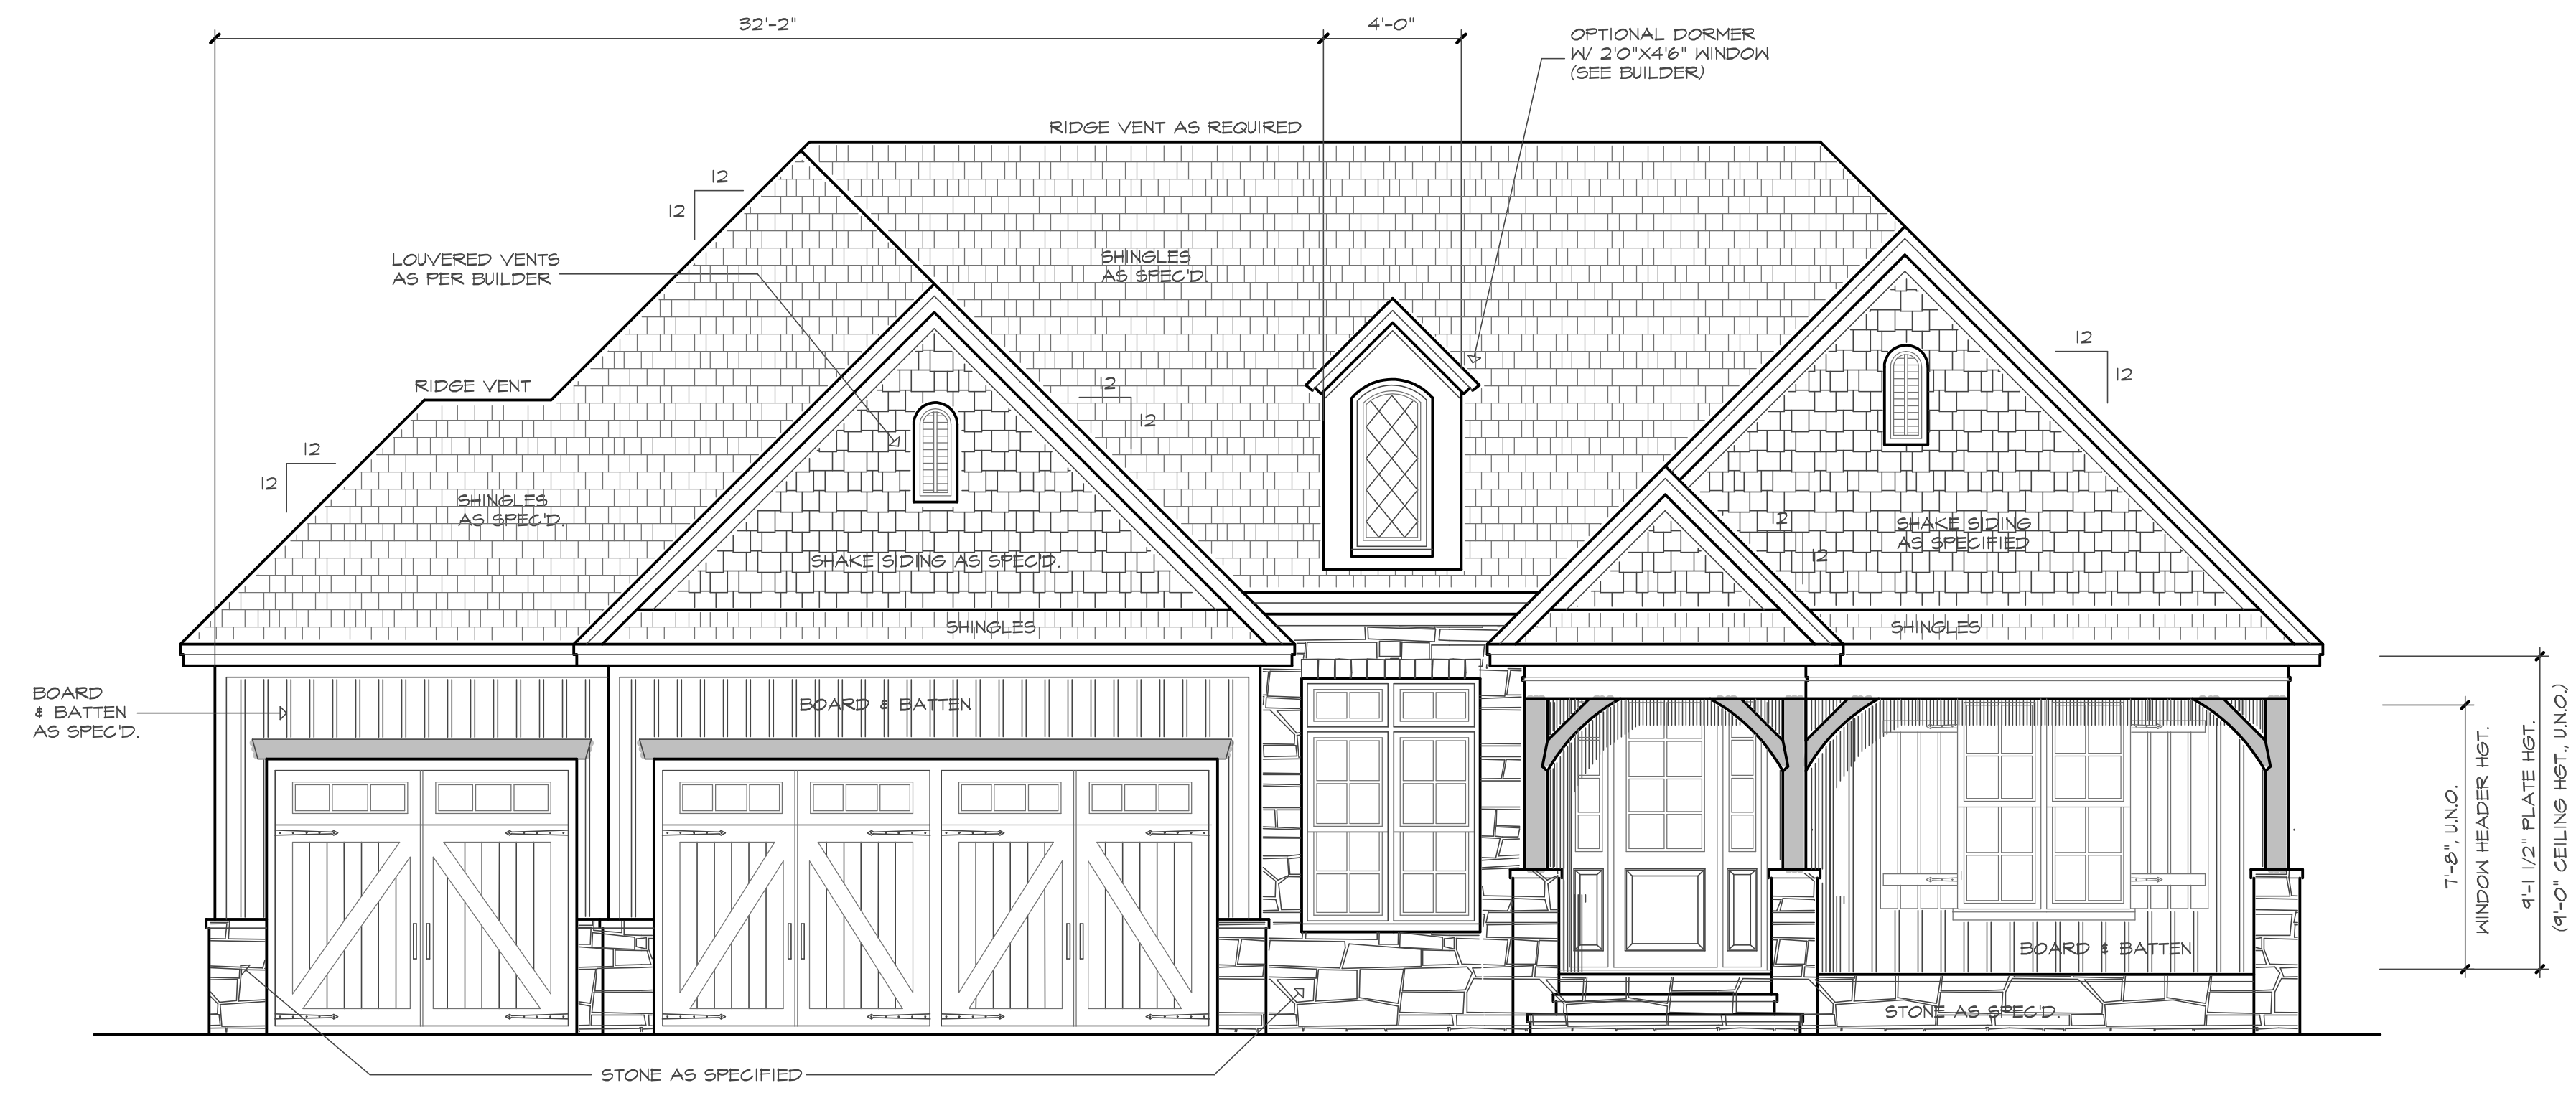 32'-2"
4'-0"
OPTIONAL DORMER
W/ 2'0"X4'6" WINDOW
(SEE BUILDER)
RIDGE VENT AS REQUIRED
12
12
LOUVERED VENTS
AS PER BUILDER
SHINGLES
AS SPEC'D.
12
12
RIDGE VENT
12
12
12
12
SHINGLES
AS SPEC'D.
SHAKE SIDING AS SPEC'D.
12
12
SHAKE SIDING
AS SPECIFIED
SHINGLES
SHINGLES
BOARD
& BATTEN
AS SPEC'D.
BOARD & BATTEN
7'-8", U.N.O.
WINDOW HEADER HGT.
9'-1 1/2" PLATE HGT.
(9'-0" CEILING HGT., U.N.O.)
BOARD & BATTEN
STONE AS SPEC'D.
STONE AS SPECIFIED